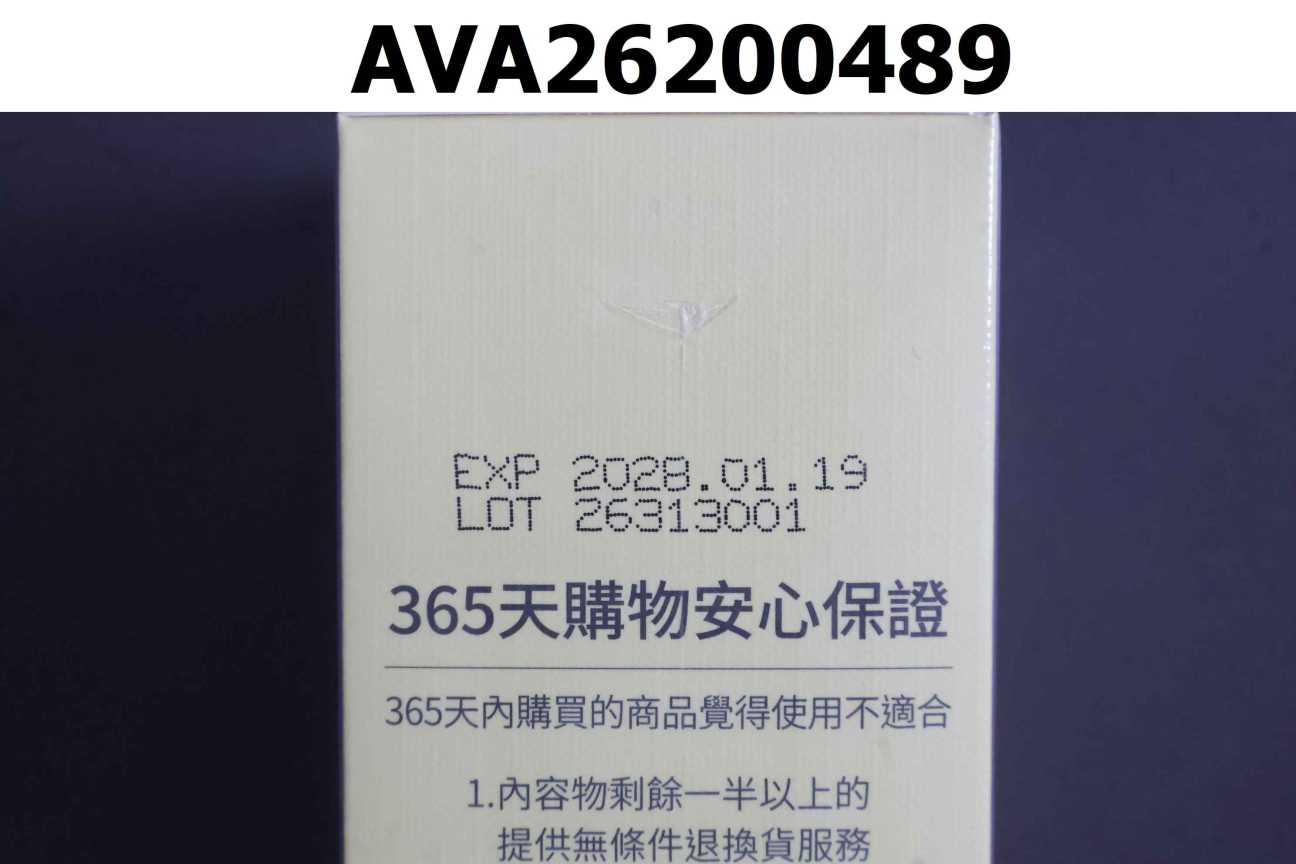 AVA26200489
EXP 2028.01.19
LOT 26313001
365天購物安心保證
365天內購買的商品覺得使用不適合
1.內容物剩餘一半以上的
提供無條件退換貨服務